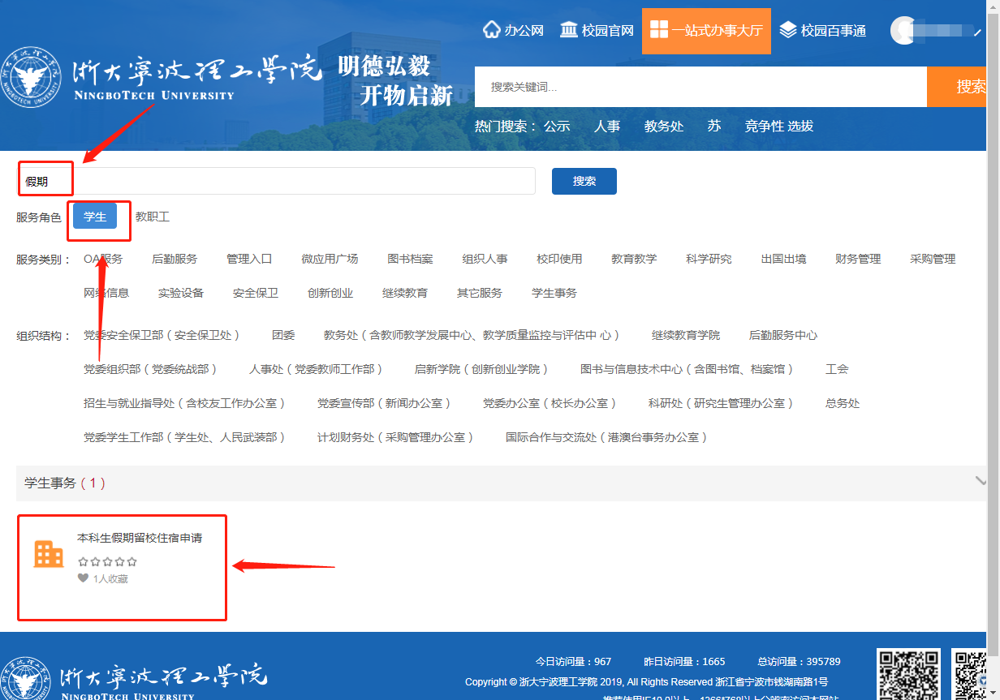 办公网 校园官网 一站式办事大厅 校园百事通
浙大宁波理工学院
NINGBOTECH UNIVERSITY
明德弘毅
开物启新
搜索关键词... 搜索
热门搜索： 公示 人事 教务处 苏 竞争性 选拔
假期 搜索
服务角色 学生 教职工
服务类别： OA服务 后勤服务 管理入口 微应用广场 图书档案 组织人事 校印使用 教育教学 科学研究 出国出境 财务管理 采购管理
网络信息 实验设备 安全保卫 创新创业 继续教育 其它服务 学生事务
组织结构： 党委安全保卫部（安全保卫处） 团委 教务处（含教师教学发展中心、教学质量监控与评估中 心） 继续教育学院 后勤服务中心
党委组织部（党委统战部） 人事处（党委教师工作部） 启新学院（创新创业学院） 图书与信息技术中心（含图书馆、档案馆） 工会
招生与就业指导处（含校友工作办公室） 党委宣传部（新闻办公室） 党委办公室（校长办公室） 科研处（研究生管理办公室） 总务处
党委学生工作部（学生处、人民武装部） 计划财务处（采购管理办公室） 国际合作与交流处（港澳台事务办公室）
学生事务（1）
本科生假期留校住宿申请
1人收藏
浙大宁波理工学院
NINGBOTECH UNIVERSITY
今日访问量：967 昨日访问量：1665 总访问量：395789
Copyright © 浙大宁波理工学院 2019, All Rights Reserved 浙江省宁波市钱湖南路1号